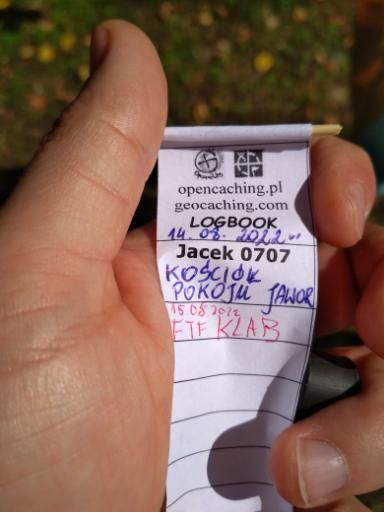 opencaching.pl
geocaching.com
LOGBOOK
14.08.2022
Jacek 0707
KOŚCIÓŁ
POKOJU JAWOR
15.08.2022
FTF KLAB